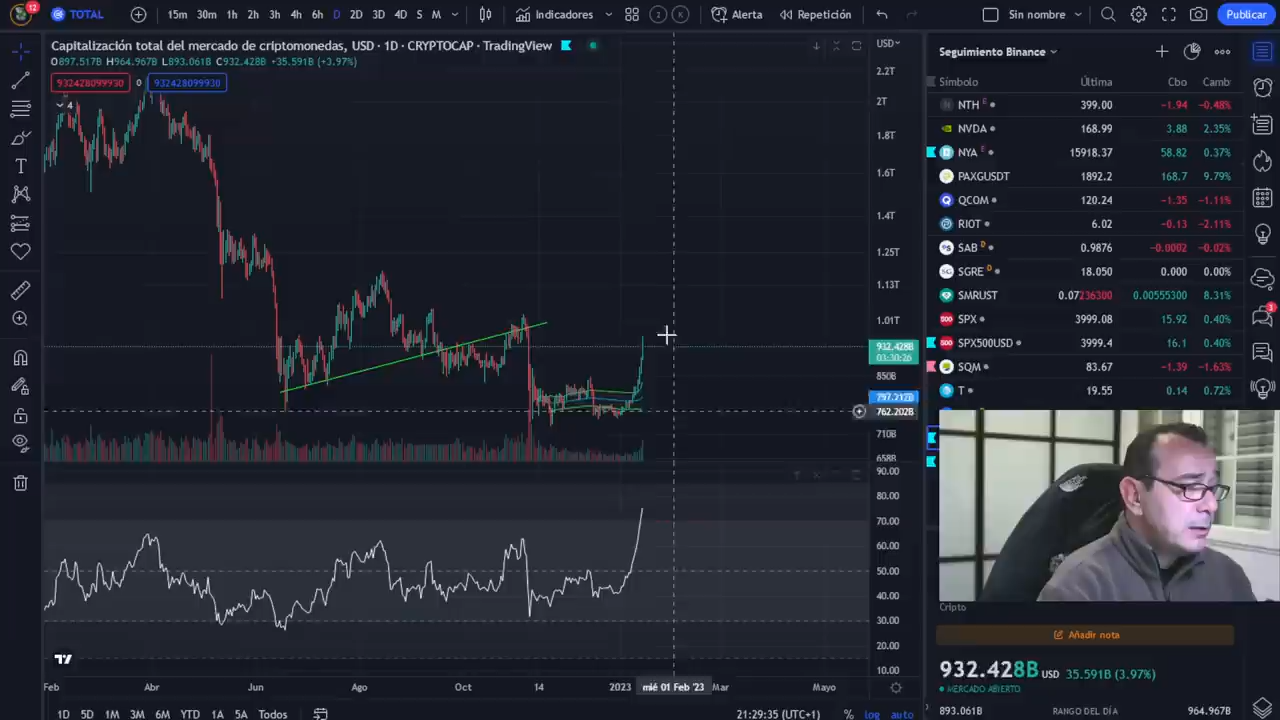 12
TOTAL
15m 30m 1h 2h 3h 4h 6h D 2D 3D 4D S M
Indicadores
2 K
Alerta
Repetición
Sin nombre
Publicar
Capitalización total del mercado de criptomonedas, USD · 1D · CRYPTOCAP · TradingView
O897.517B H964.967B L893.061B C932.428B +35.591B (+3.97%)
932428099930 0 932428099930
4
USD
2.2T
2T
1.8T
1.6T
1.4T
1.25T
1.13T
1.01T
932.428B
03:30:26
850B
797.212B
762.202B
710B
658B
90.00
80.00
70.00
60.00
50.00
40.00
30.00
20.00
10.00
Feb Abr Jun Ago Oct 14 2023 mié 01 Feb '23 Mar Mayo
1D 5D 1M 3M 6M YTD 1A 5A Todos
21:29:35 (UTC+1) % log auto
Seguimiento Binance
Símbolo Última Cbo Camb
NTH E 399.00 −1.94 −0.48%
NVDA 168.99 3.88 2.35%
NYA E 15918.37 58.82 0.37%
PAXGUSDT 1892.2 168.7 9.79%
QCOM 120.24 −1.35 −1.11%
RIOT 6.02 −0.13 −2.11%
SAB D 0.9876 −0.0002 −0.02%
SGRE D 18.050 0.000 0.00%
SMRUST 0.07236300 0.00555300 8.31%
SPX 3999.08 15.92 0.40%
SPX500USD 3999.4 16.1 0.40%
SQM 83.67 −1.39 −1.63%
T 19.55 0.14 0.72%
3
Cripto
Añadir nota
932.428B USD 35.591B (3.97%)
MERCADO ABIERTO
893.061B RANGO DEL DÍA 964.967B